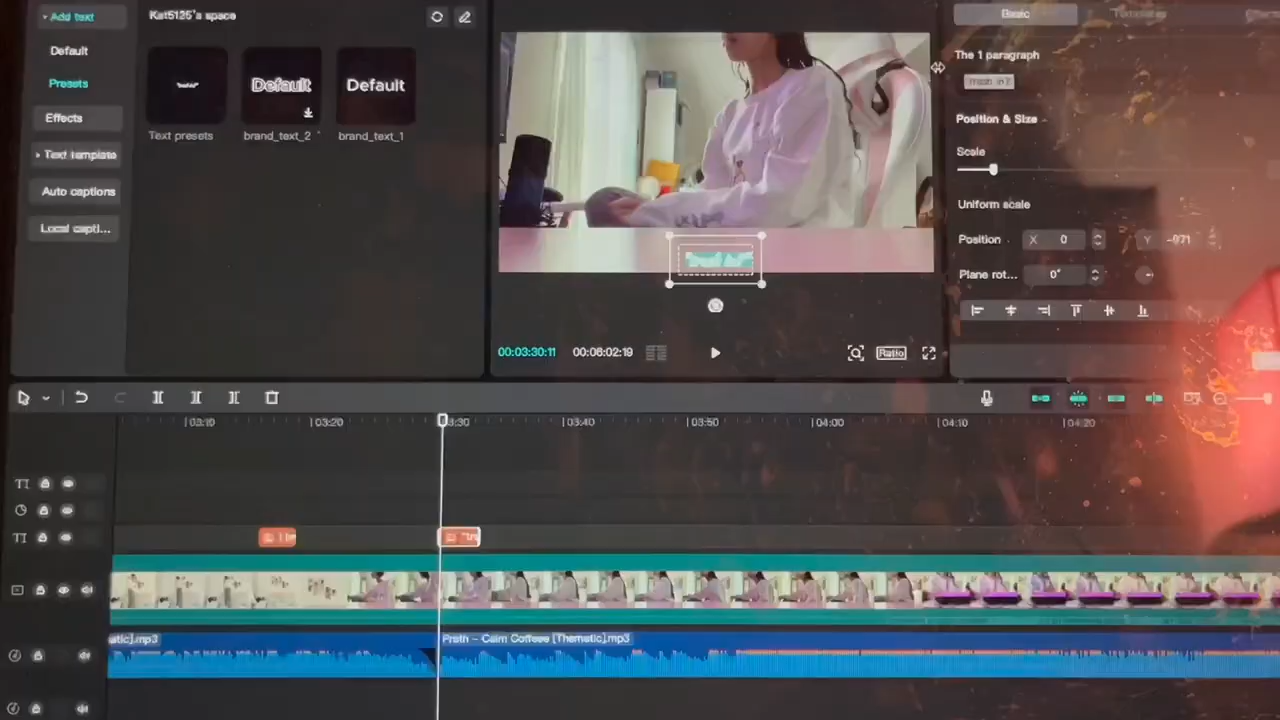 Add text
Default
Presets
Effects
Text template
Auto captions
Local capti...
Kat5125's space
Text presets
Default
brand_text_2
Default
brand_text_1
00:03:30:11
00:06:02:19
Ratio
Basic
Templates
The 1 paragraph
Position & Size
Scale
Uniform scale
Position
X 0
Y -971
Plane rot...
0°
03:10
03:20
03:30
03:40
03:50
04:00
04:10
04:20
atic].mp3
Prath - Calm Coffeee [Thematic].mp3